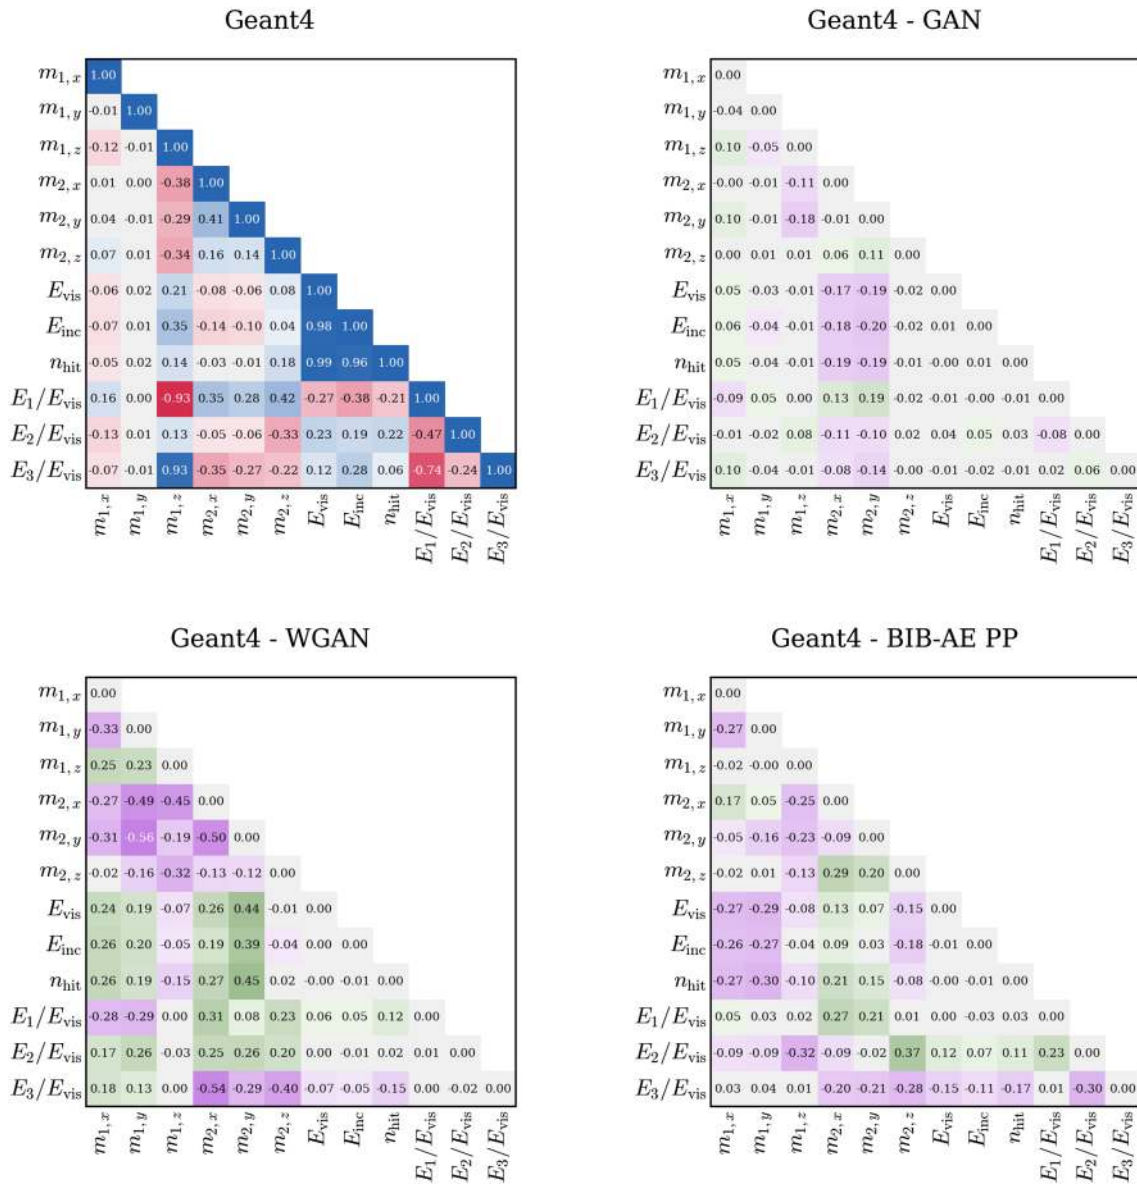 Geant4
m1, x 1.00
m1, y -0.01 1.00
m1, z -0.12 -0.01 1.00
m2, x 0.01 0.00 -0.38 1.00
m2, y 0.04 -0.01 -0.29 0.41 1.00
m2, z 0.07 0.01 -0.34 0.16 0.14 1.00
Evis -0.06 0.02 0.21 -0.08 -0.06 0.08 1.00
Einc -0.07 0.01 0.35 -0.14 -0.10 0.04 0.98 1.00
nhit -0.05 0.02 0.14 -0.03 -0.01 0.18 0.99 0.96 1.00
E1/Evis 0.16 0.00 -0.93 0.35 0.28 0.42 -0.27 -0.38 -0.21 1.00
E2/Evis -0.13 0.01 0.13 -0.05 -0.06 -0.33 0.23 0.19 0.22 -0.47 1.00
E3/Evis -0.07 -0.01 0.93 -0.35 -0.27 -0.22 0.12 0.28 0.06 -0.74 -0.24 1.00
m1, x m1, y m1, z m2, x m2, y m2, z Evis Einc nhit E1/Evis E2/Evis E3/Evis
Geant4 - GAN
m1, x 0.00
m1, y -0.04 0.00
m1, z 0.10 -0.05 0.00
m2, x -0.00 -0.01 -0.11 0.00
m2, y 0.10 -0.01 -0.18 -0.01 0.00
m2, z 0.00 0.01 0.01 0.06 0.11 0.00
Evis 0.05 -0.03 -0.01 -0.17 -0.19 -0.02 0.00
Einc 0.06 -0.04 -0.01 -0.18 -0.20 -0.02 0.01 0.00
nhit 0.05 -0.04 -0.01 -0.19 -0.19 -0.01 -0.00 0.01 0.00
E1/Evis -0.09 0.05 0.00 0.13 0.19 -0.02 -0.01 -0.00 -0.01 0.00
E2/Evis -0.01 -0.02 0.08 -0.11 -0.10 0.02 0.04 0.05 0.03 -0.08 0.00
E3/Evis 0.10 -0.04 -0.01 -0.08 -0.14 -0.00 -0.01 -0.02 -0.01 0.02 0.06 0.00
m1, x m1, y m1, z m2, x m2, y m2, z Evis Einc nhit E1/Evis E2/Evis E3/Evis
Geant4 - WGAN
m1, x 0.00
m1, y -0.33 0.00
m1, z 0.25 0.23 0.00
m2, x -0.27 -0.49 -0.45 0.00
m2, y -0.31 -0.56 -0.19 -0.50 0.00
m2, z -0.02 -0.16 -0.32 -0.13 -0.12 0.00
Evis 0.24 0.19 -0.07 0.26 0.44 -0.01 0.00
Einc 0.26 0.20 -0.05 0.19 0.39 -0.04 0.00 0.00
nhit 0.26 0.19 -0.15 0.27 0.45 0.02 -0.00 -0.01 0.00
E1/Evis -0.28 -0.29 0.00 0.31 0.08 0.23 0.06 0.05 0.12 0.00
E2/Evis 0.17 0.26 -0.03 0.25 0.26 0.20 0.00 -0.01 0.02 0.01 0.00
E3/Evis 0.18 0.13 0.00 -0.54 -0.29 -0.40 -0.07 -0.05 -0.15 0.00 -0.02 0.00
m1, x m1, y m1, z m2, x m2, y m2, z Evis Einc nhit E1/Evis E2/Evis E3/Evis
Geant4 - BIB-AE PP
m1, x 0.00
m1, y -0.27 0.00
m1, z -0.02 -0.00 0.00
m2, x 0.17 0.05 -0.25 0.00
m2, y -0.05 -0.16 -0.23 -0.09 0.00
m2, z -0.02 0.01 -0.13 0.29 0.20 0.00
Evis -0.27 -0.29 -0.08 0.13 0.07 -0.15 0.00
Einc -0.26 -0.27 -0.04 0.09 0.03 -0.18 -0.01 0.00
nhit -0.27 -0.30 -0.10 0.21 0.15 -0.08 -0.00 -0.01 0.00
E1/Evis 0.05 0.03 0.02 0.27 0.21 0.01 0.00 -0.03 0.03 0.00
E2/Evis -0.09 -0.09 -0.32 -0.09 -0.02 0.37 0.12 0.07 0.11 0.23 0.00
E3/Evis 0.03 0.04 0.01 -0.20 -0.21 -0.28 -0.15 -0.11 -0.17 0.01 -0.30 0.00
m1, x m1, y m1, z m2, x m2, y m2, z Evis Einc nhit E1/Evis E2/Evis E3/Evis